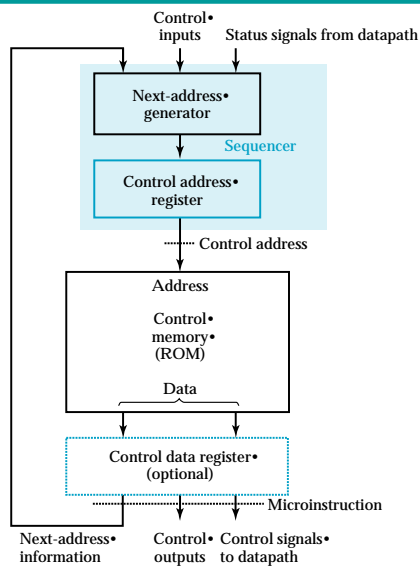 Control•
inputs
Status signals from datapath
Next-address•
generator
Sequencer
Control address•
register
Control address
Address
Control•
memory•
(ROM)
Data
Control data register•
(optional)
Microinstruction
Next-address•
information
Control•
outputs
Control signals•
to datapath